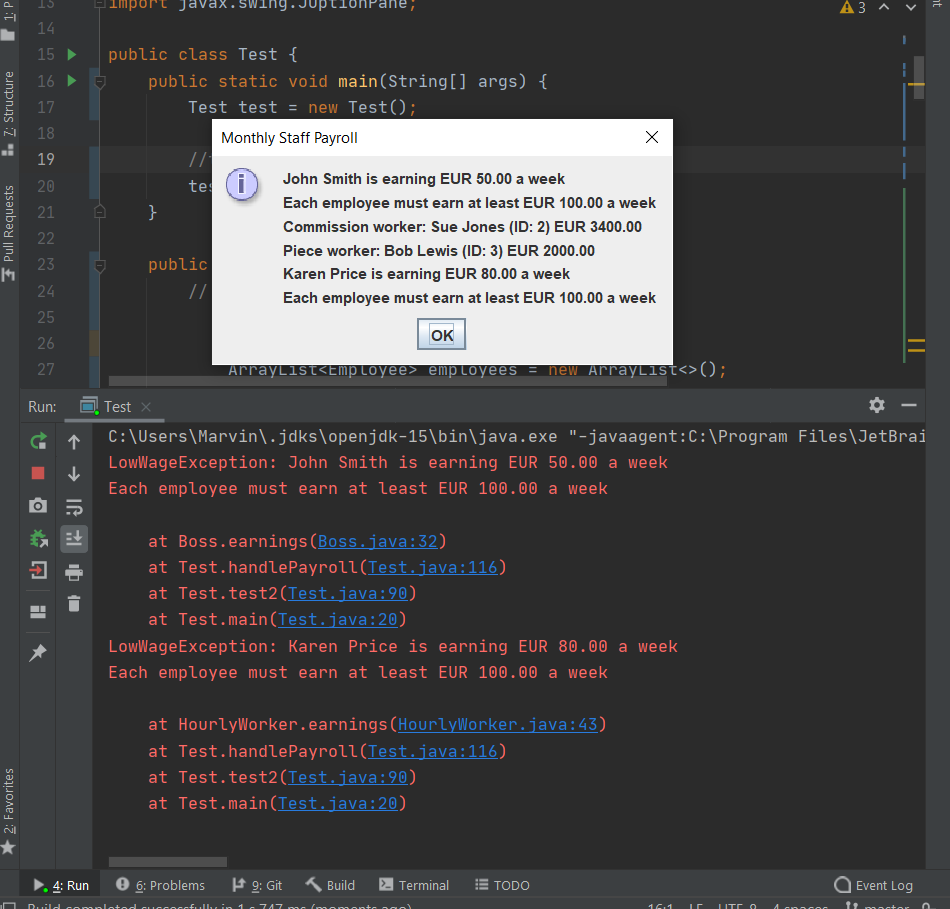 13 import javax.swing.JOptionPane; 3
14
15 public class Test {
16 public static void main(String[] args) {
17 Test test = new Test();
18
19 //
20 tes
21 }
22
23 public
24 //
25
26
27 ArrayList<Employee> employees = new ArrayList<>();
Monthly Staff Payroll
John Smith is earning EUR 50.00 a week
Each employee must earn at least EUR 100.00 a week
Commission worker: Sue Jones (ID: 2) EUR 3400.00
Piece worker: Bob Lewis (ID: 3) EUR 2000.00
Karen Price is earning EUR 80.00 a week
Each employee must earn at least EUR 100.00 a week
OK
1: P
7: Structure
Pull Requests
2: Favorites
Run: Test
C:\Users\Marvin\.jdks\openjdk-15\bin\java.exe "-javaagent:C:\Program Files\JetBrai
LowWageException: John Smith is earning EUR 50.00 a week
Each employee must earn at least EUR 100.00 a week
at Boss.earnings(Boss.java:32)
at Test.handlePayroll(Test.java:116)
at Test.test2(Test.java:90)
at Test.main(Test.java:20)
LowWageException: Karen Price is earning EUR 80.00 a week
Each employee must earn at least EUR 100.00 a week
at HourlyWorker.earnings(HourlyWorker.java:43)
at Test.handlePayroll(Test.java:116)
at Test.test2(Test.java:90)
at Test.main(Test.java:20)
4: Run 6: Problems 9: Git Build Terminal TODO Event Log
Build completed successfully in 1 s 747 ms (moments ago) 16:1 LF UTF-8 4 spaces master